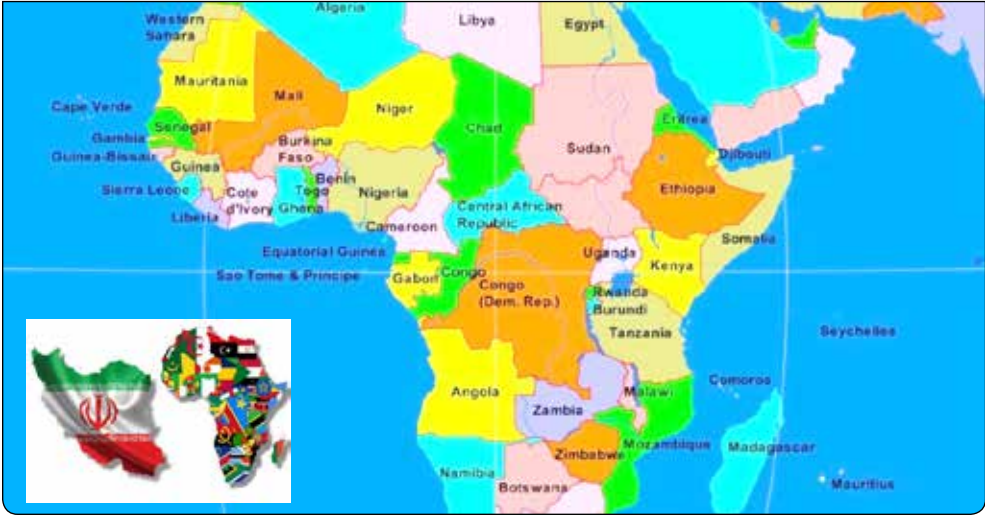 Algeria
Libya
Egypt
Western
Sahara
Mauritania
Mali
Niger
Cape Verde
Chad
Eritrea
Senegal
Gambia
Burkina
Faso
Sudan
Djibouti
Guinea-Bissau
Guinea
Benin
Sierra Leone
Cote
d'Ivory
Togo
Ghana
Nigeria
Ethiopia
Liberia
Central African
Republic
Cameroon
Somalia
Equatorial Guinea
Uganda
Kenya
Sao Tome & Principe
Gabon
Congo
Congo
(Dem. Rep.)
Rwanda
Burundi
Tanzania
Seychelles
Comoros
Angola
Malawi
Zambia
Mozambique
Madagascar
Zimbabwe
Namibia
Botswana
Mauritius